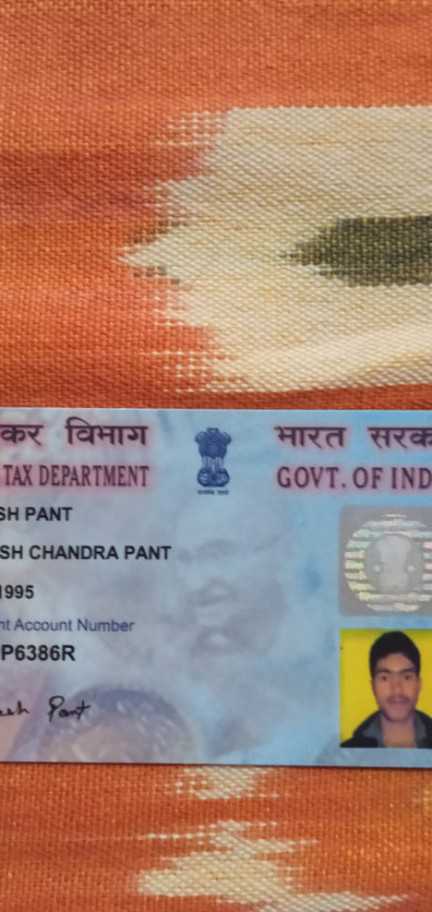 कर विभाग
TAX DEPARTMENT
भारत सरक
GOVT. OF IND
SH PANT
SH CHANDRA PANT
1995
nt Account Number
P6386R
esh Pant